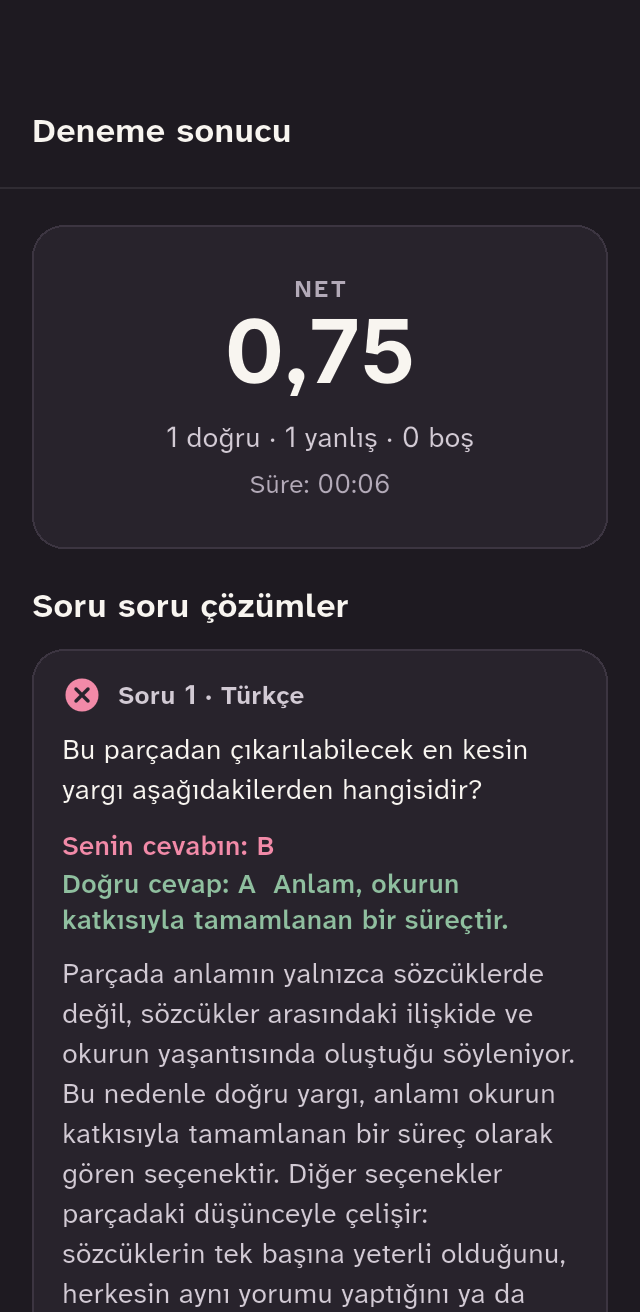 Deneme sonucu
NET
0,75
1 doğru · 1 yanlış · 0 boş
Süre: 00:06
Soru soru çözümler
Soru 1 · Türkçe
Bu parçadan çıkarılabilecek en kesin
yargı aşağıdakilerden hangisidir?
Senin cevabın: B
Doğru cevap: A  Anlam, okurun
katkısıyla tamamlanan bir süreçtir.
Parçada anlamın yalnızca sözcüklerde
değil, sözcükler arasındaki ilişkide ve
okurun yaşantısında oluştuğu söyleniyor.
Bu nedenle doğru yargı, anlamı okurun
katkısıyla tamamlanan bir süreç olarak
gören seçenektir. Diğer seçenekler
parçadaki düşünceyle çelişir:
sözcüklerin tek başına yeterli olduğunu,
herkesin aynı yorumu yaptığını ya da